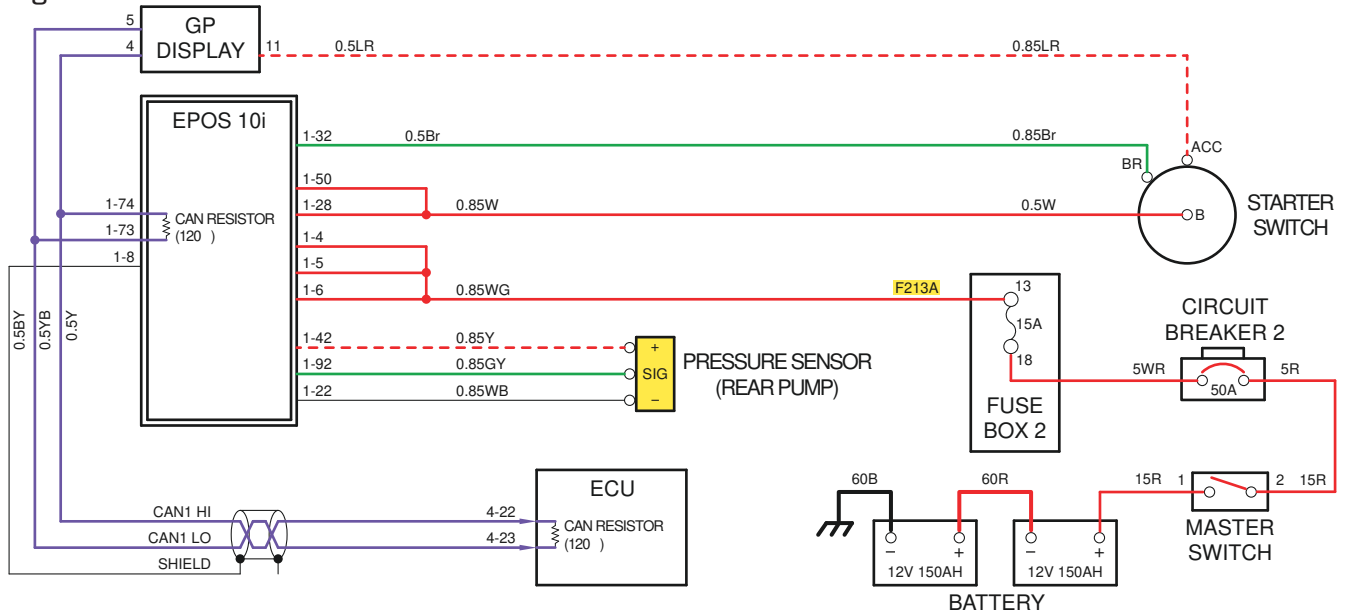 5
GP
DISPLAY
4
11
0.5LR
0.85LR
EPOS 10i
1-32
0.5Br
0.85Br
BR
ACC
1-50
1-28
0.85W
0.5W
B
STARTER
SWITCH
1-74
CAN RESISTOR
(120 )
1-73
1-8
1-4
1-5
1-6
0.85WG
F213A
13
15A
18
FUSE
BOX 2
CIRCUIT
BREAKER 2
5WR
50A
5R
0.5BY
0.5YB
0.5Y
1-42
0.85Y
+
1-92
0.85GY
SIG
1-22
0.85WB
–
PRESSURE SENSOR
(REAR PUMP)
ECU
CAN1 HI
4-22
CAN RESISTOR
(120 )
CAN1 LO
4-23
SHIELD
60B
60R
15R
1
2
15R
MASTER
SWITCH
–
+
12V 150AH
–
+
12V 150AH
BATTERY